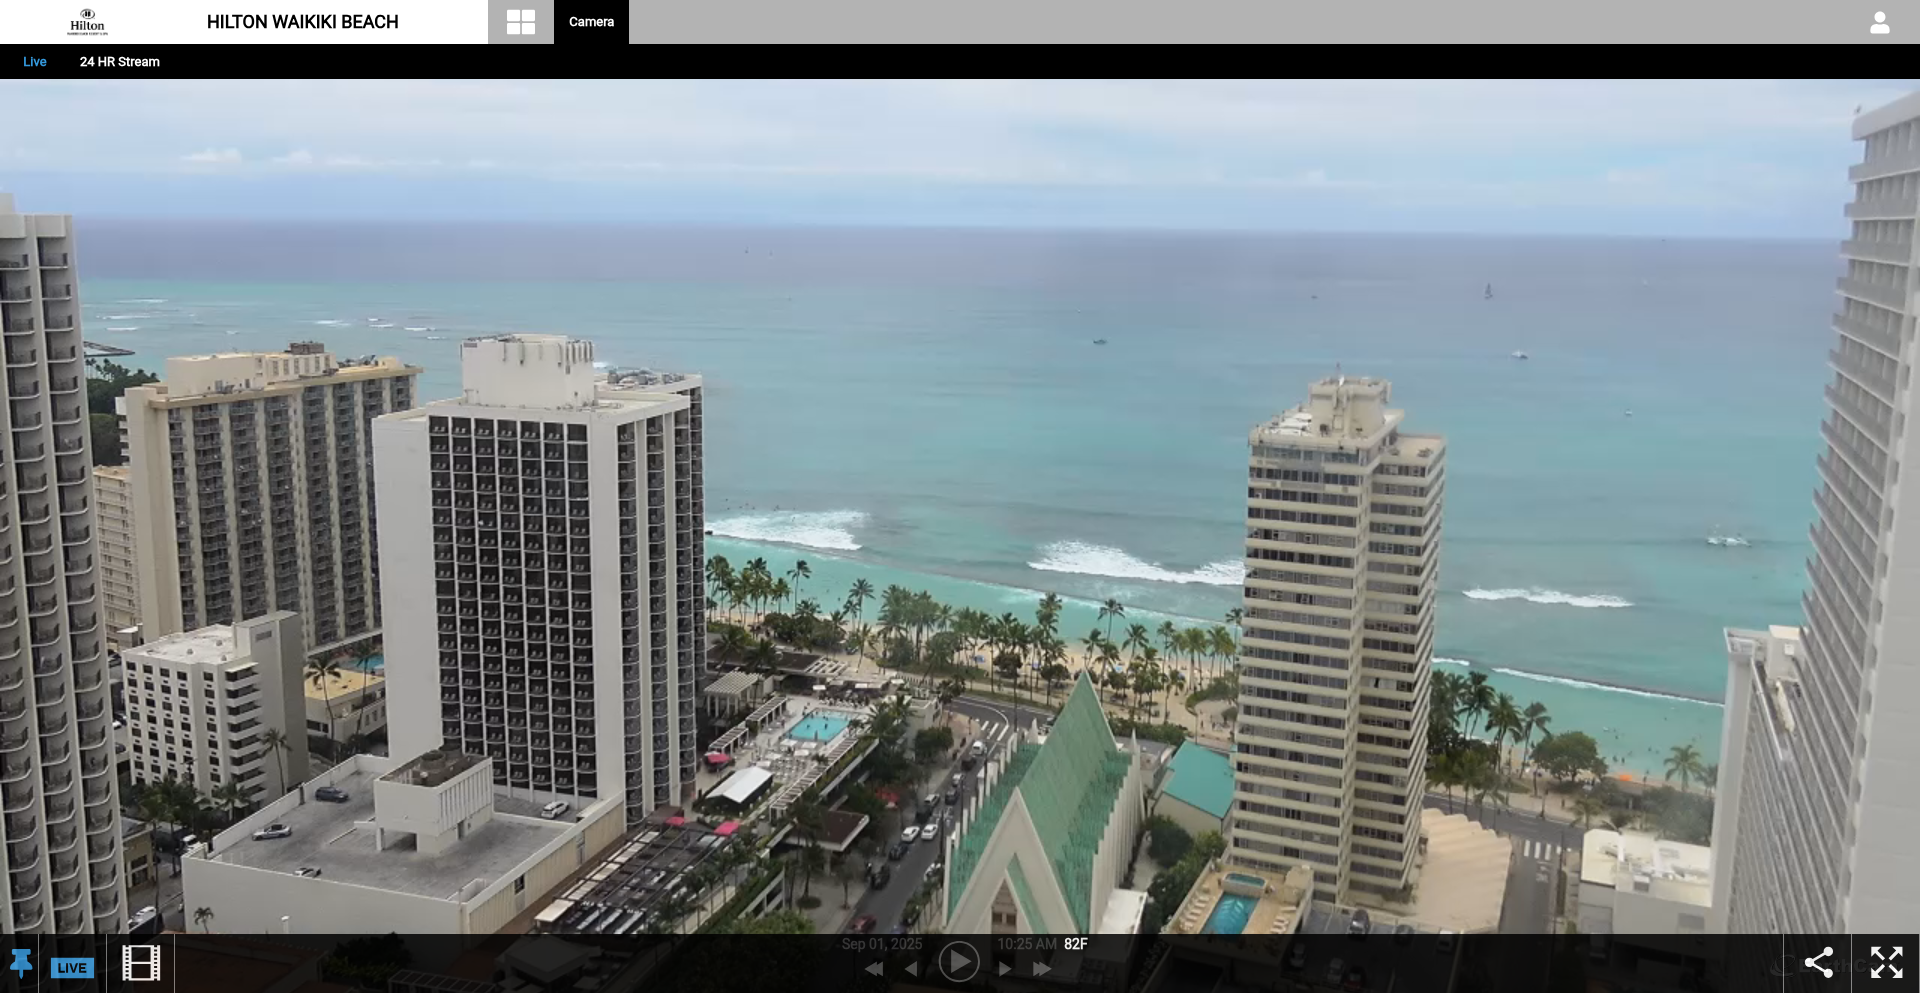 Hilton
HILTON WAIKIKI BEACH
Camera
Live
24 HR Stream
LIVE
Sep 01, 2025
10:25 AM
82F